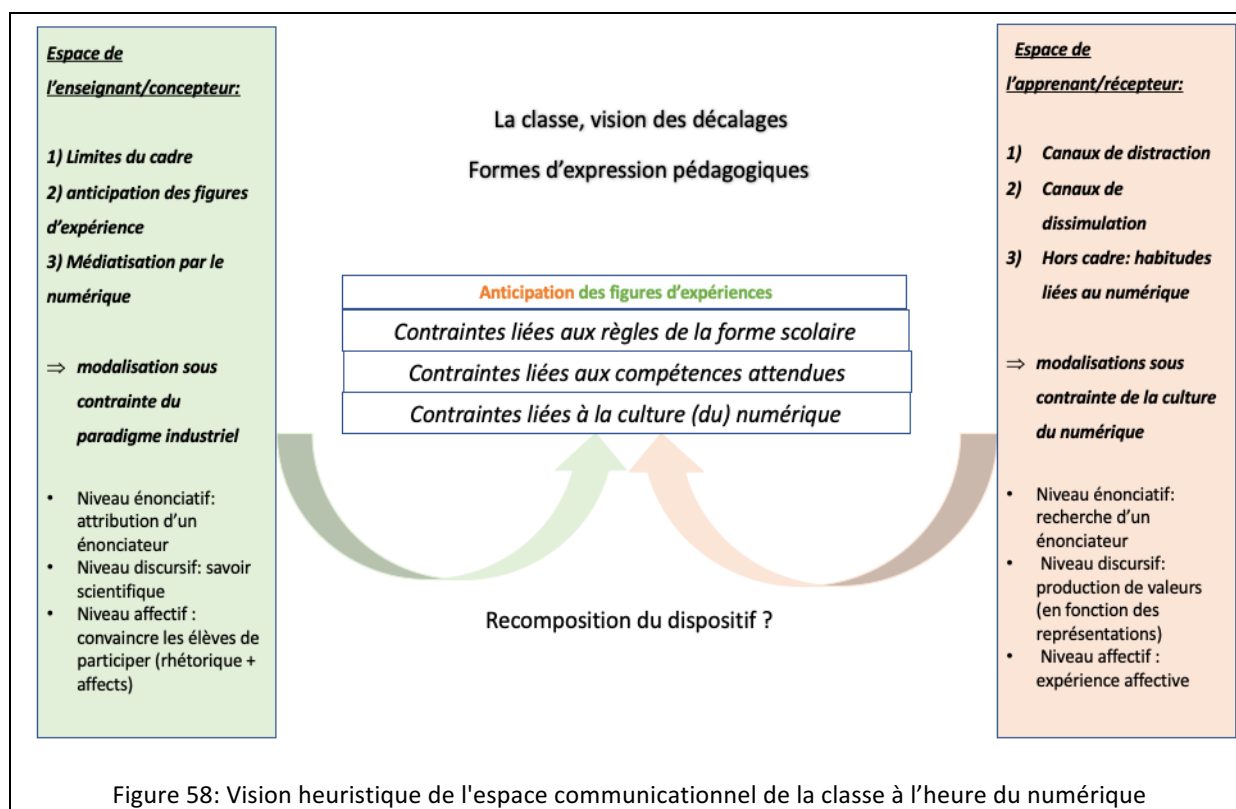 Espace de
l'enseignant/concepteur:
1) Limites du cadre
2) anticipation des figures
d'expérience
3) Médiatisation par le
numérique
⇒ modalisation sous
contrainte du
paradigme industriel
• Niveau énonciatif:
attribution d'un
énonciateur
• Niveau discursif: savoir
scientifique
• Niveau affectif :
convaincre les élèves de
participer (rhétorique +
affects)
La classe, vision des décalages
Formes d'expression pédagogiques
Anticipation des figures d'expériences
Contraintes liées aux règles de la forme scolaire
Contraintes liées aux compétences attendues
Contraintes liées à la culture (du) numérique
Recomposition du dispositif ?
Espace de
l'apprenant/récepteur:
1) Canaux de distraction
2) Canaux de
dissimulation
3) Hors cadre: habitudes
liées au numérique
⇒ modalisations sous
contrainte de la culture
du numérique
• Niveau énonciatif:
recherche d'un
énonciateur
• Niveau discursif:
production de valeurs
(en fonction des
représentations)
• Niveau affectif :
expérience affective
Figure 58: Vision heuristique de l'espace communicationnel de la classe à l'heure du numérique